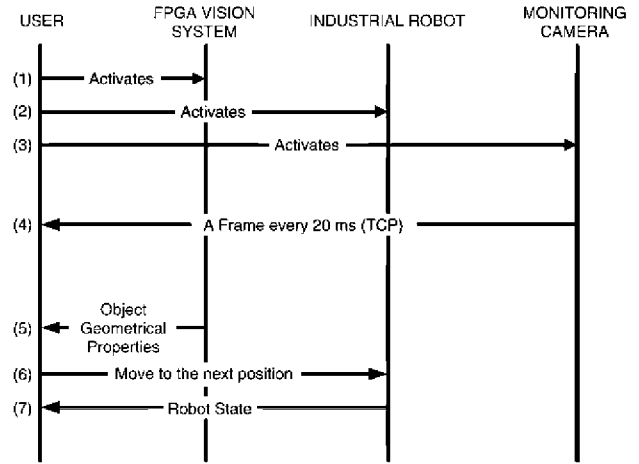 USER
FPGA VISION
SYSTEM
INDUSTRIAL ROBOT
MONITORING
CAMERA
(1) Activates
(2) Activates
(3) Activates
(4) A Frame every 20 ms (TCP)
Object
(5) Geometrical
Properties
(6) Move to the next position
(7) Robot State